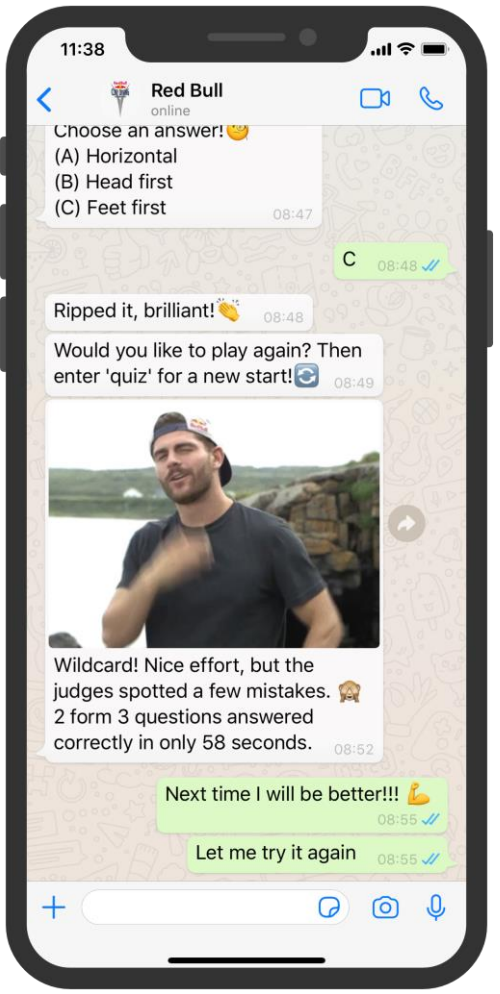 11:38
Red Bull
online
Choose an answer!🧐
(A) Horizontal
(B) Head first
(C) Feet first
08:47
C 08:48
Ripped it, brilliant!👏 08:48
Would you like to play again? Then
enter 'quiz' for a new start!🔄 08:49
Wildcard! Nice effort, but the
judges spotted a few mistakes. 🙈
2 form 3 questions answered
correctly in only 58 seconds. 08:52
Next time I will be better!!! 💪
08:55
Let me try it again 08:55